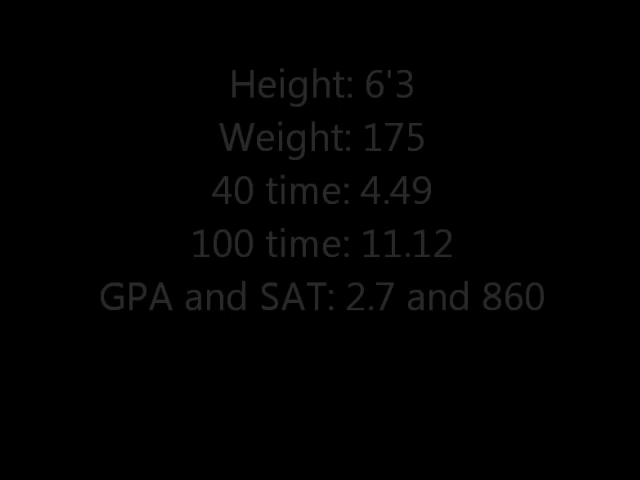 Height: 6'3
Weight: 175
40 time: 4.49
100 time: 11.12
GPA and SAT: 2.7 and 860